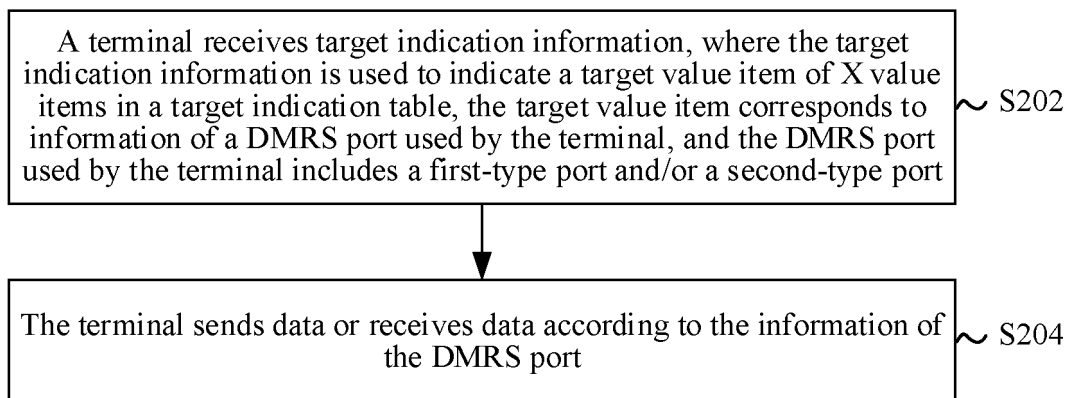 A terminal receives target indication information, where the target
indication information is used to indicate a target value item of X value
items in a target indication table, the target value item corresponds to
information of a DMRS port used by the terminal, and the DMRS port
used by the terminal includes a first-type port and/or a second-type port
S202
The terminal sends data or receives data according to the information of
the DMRS port
S204